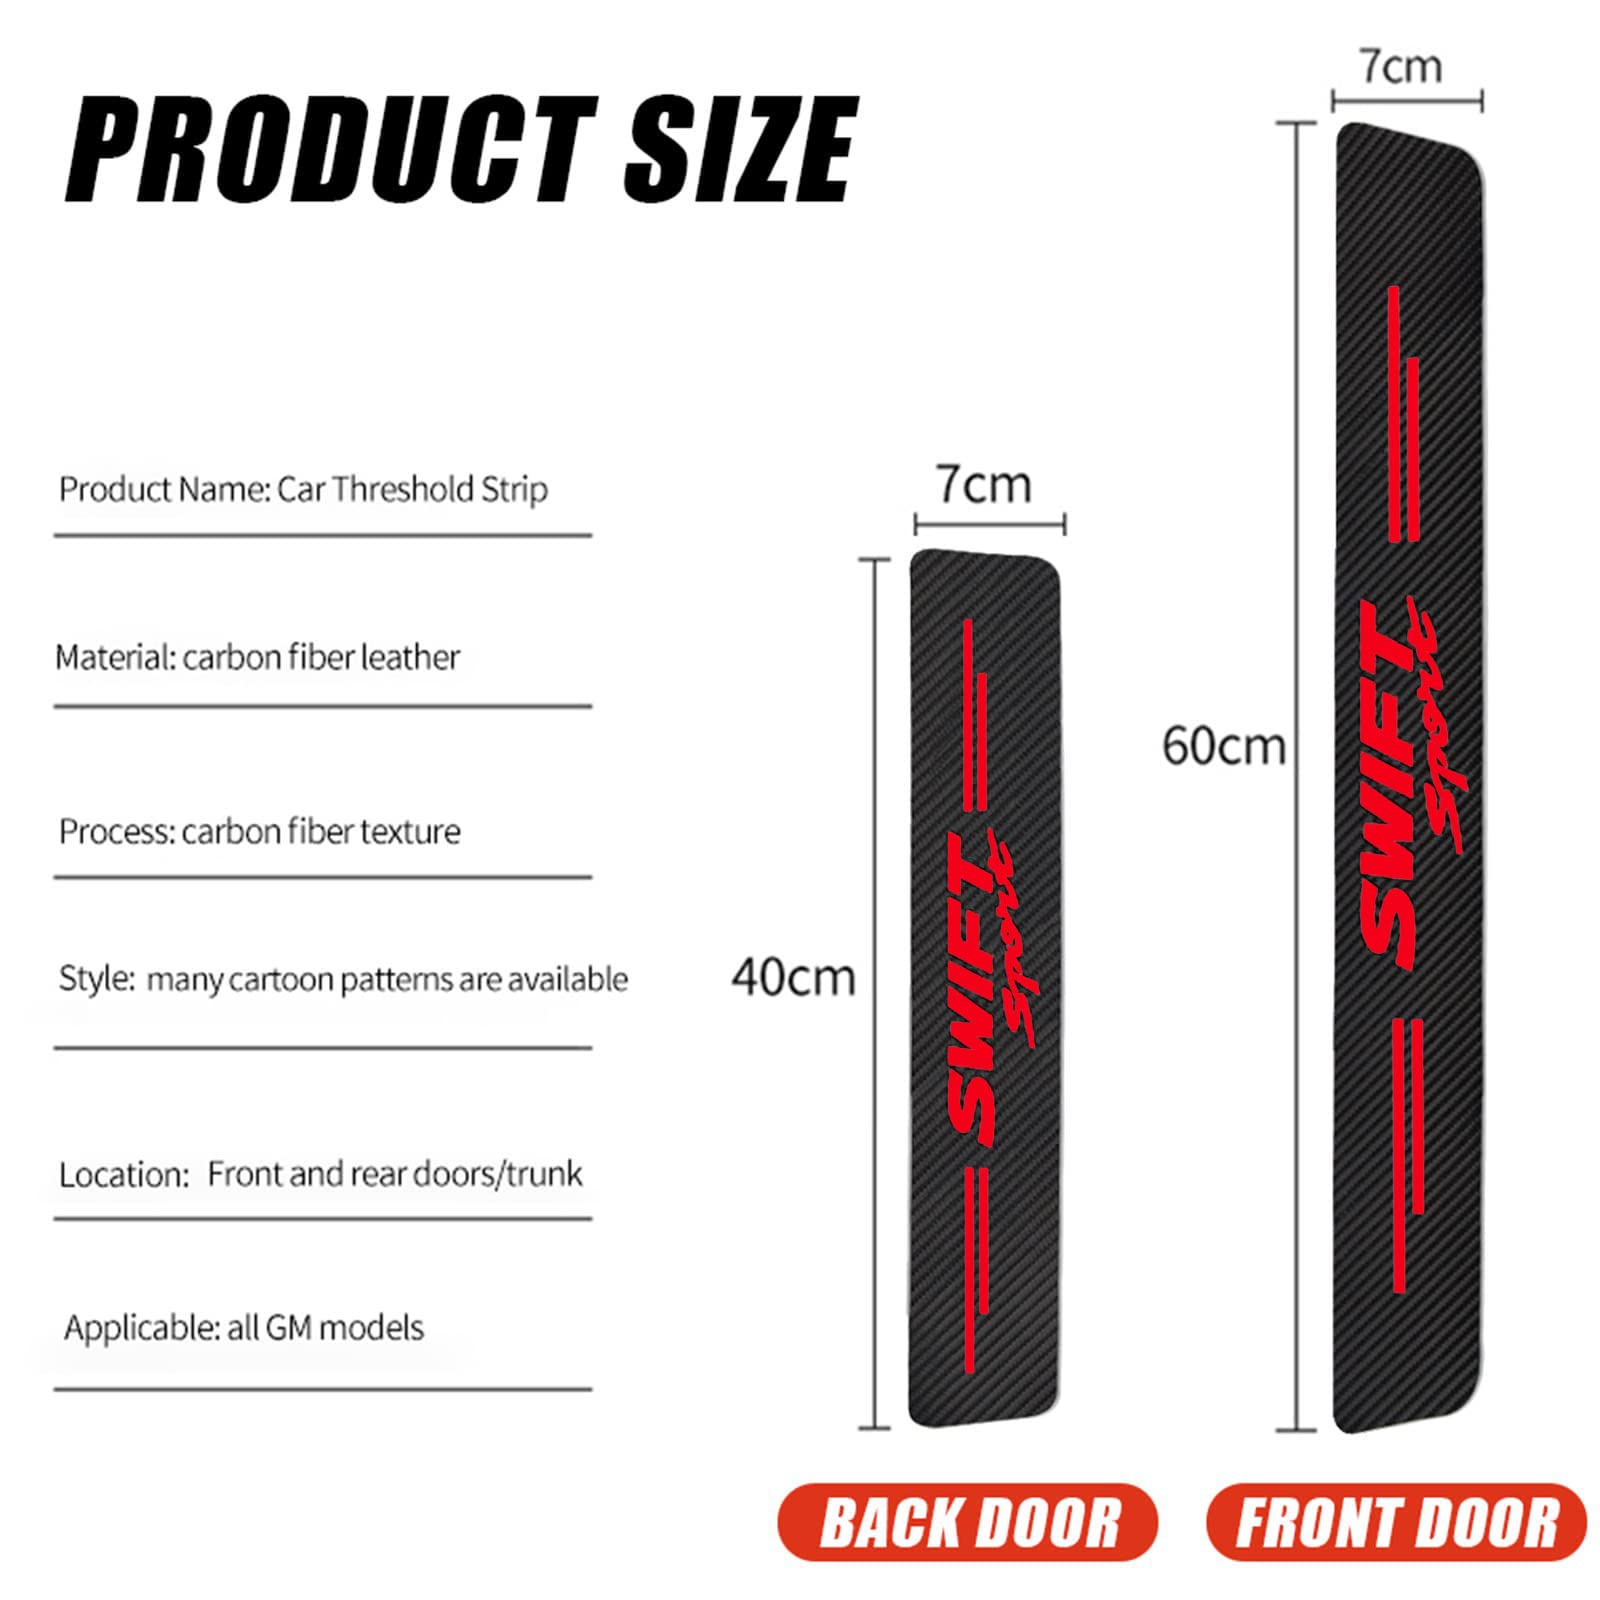 PRODUCT SIZE
Product Name: Car Threshold Strip
Material: carbon fiber leather
Process: carbon fiber texture
Style: many cartoon patterns are available
Location: Front and rear doors/trunk
Applicable: all GM models
7cm
40cm
SWIFT
Sport
BACK DOOR
7cm
60cm
SWIFT
Sport
FRONT DOOR